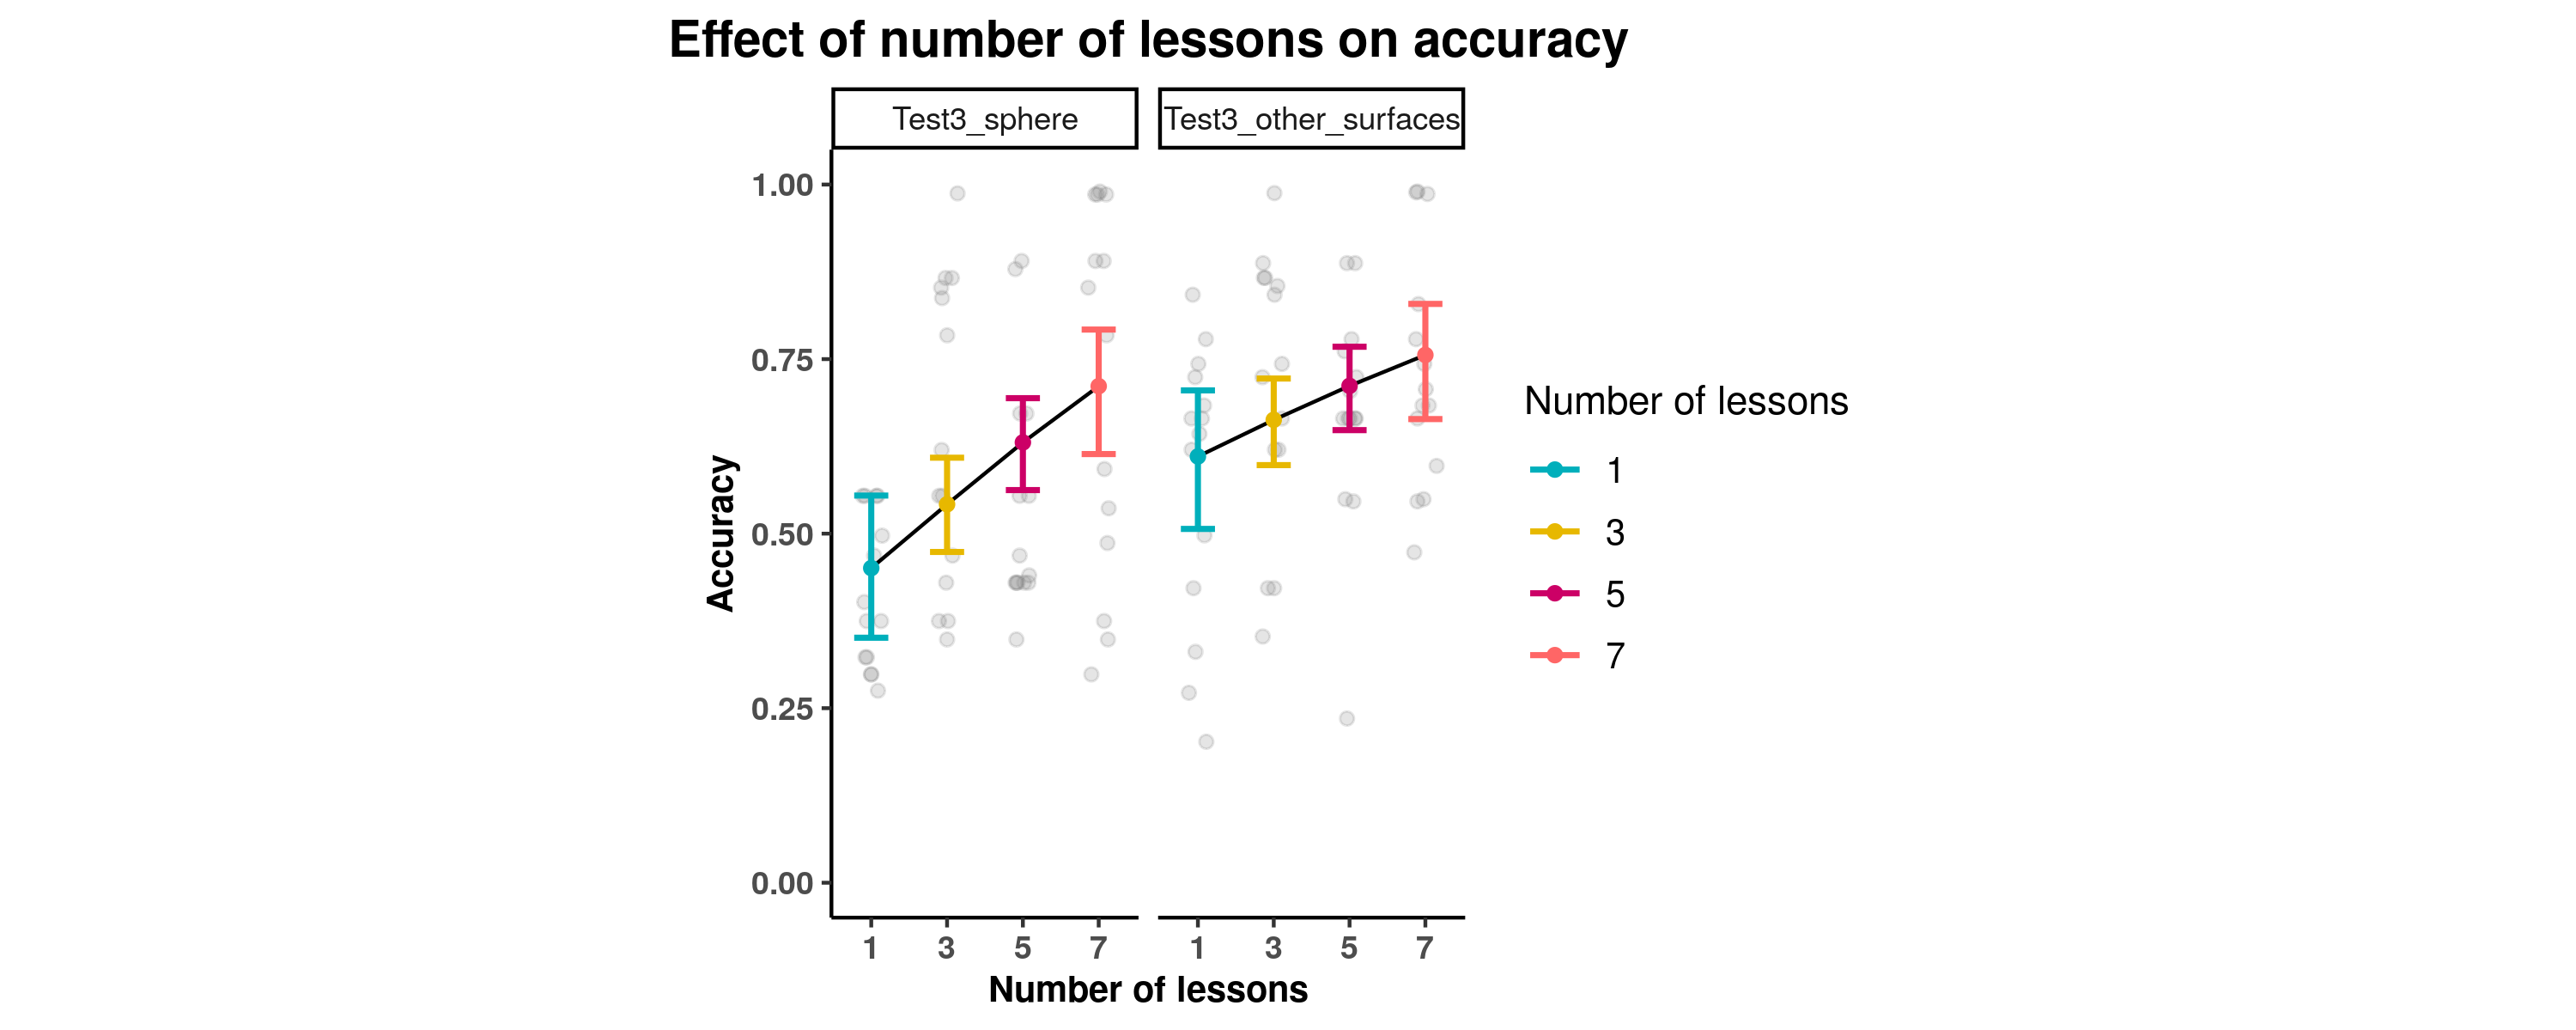 Effect of number of lessons on accuracy
Test3_sphere
Test3_other_surfaces
Accuracy
1.00
0.75
0.50
0.25
0.00
1 3 5 7
1 3 5 7
Number of lessons
Number of lessons
1
3
5
7